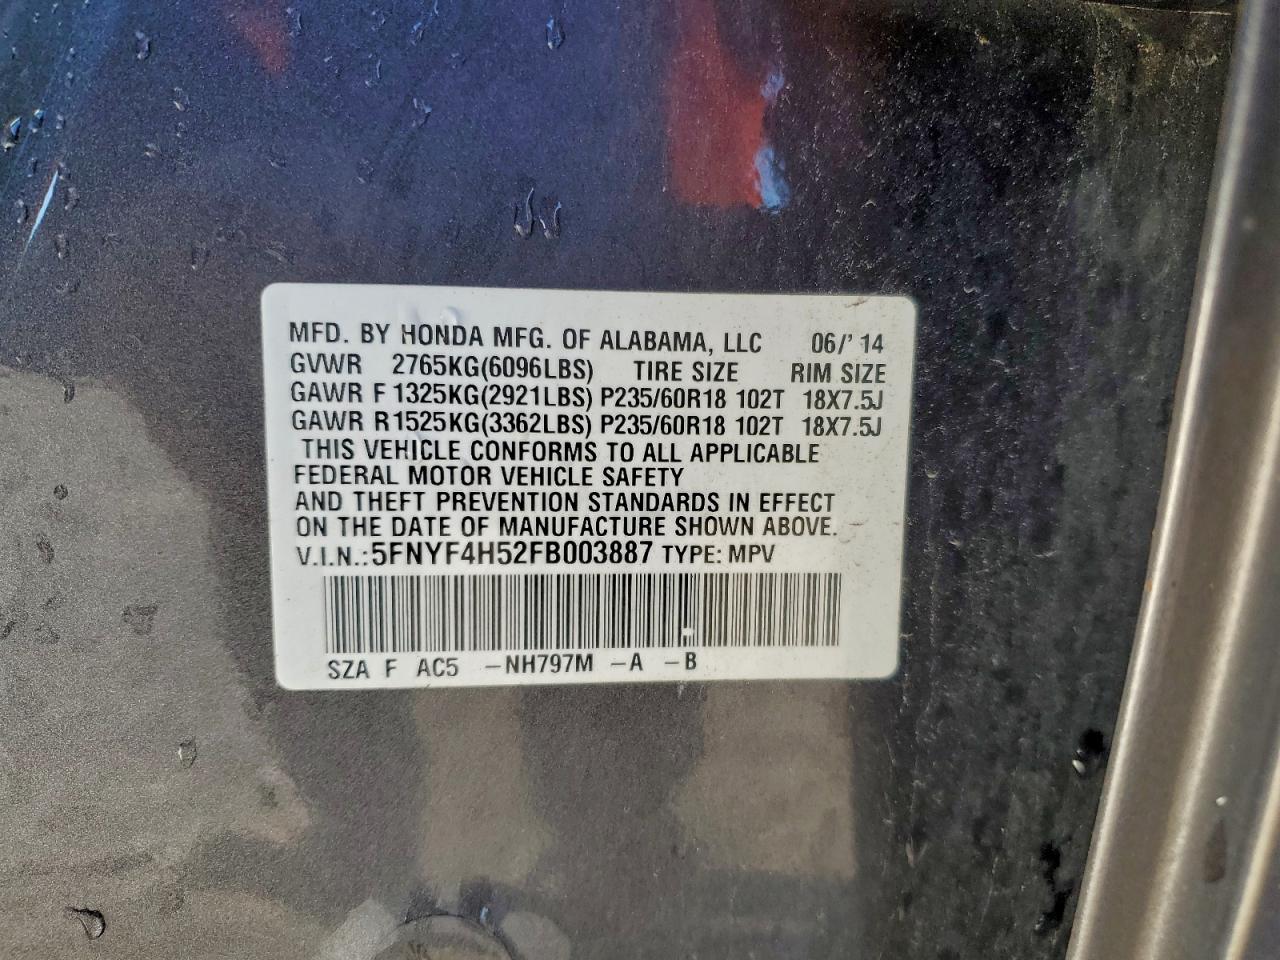 MFD. BY HONDA MFG. OF ALABAMA, LLC 06/'14
GVWR 2765KG(6096LBS) TIRE SIZE RIM SIZE
GAWR F 1325KG(2921LBS) P235/60R18 102T 18X7.5J
GAWR R 1525KG(3362LBS) P235/60R18 102T 18X7.5J
THIS VEHICLE CONFORMS TO ALL APPLICABLE
FEDERAL MOTOR VEHICLE SAFETY
AND THEFT PREVENTION STANDARDS IN EFFECT
ON THE DATE OF MANUFACTURE SHOWN ABOVE.
V.I.N.: 5FNYF4H52FB003887 TYPE: MPV
SZA F AC5 -NH797M -A -B